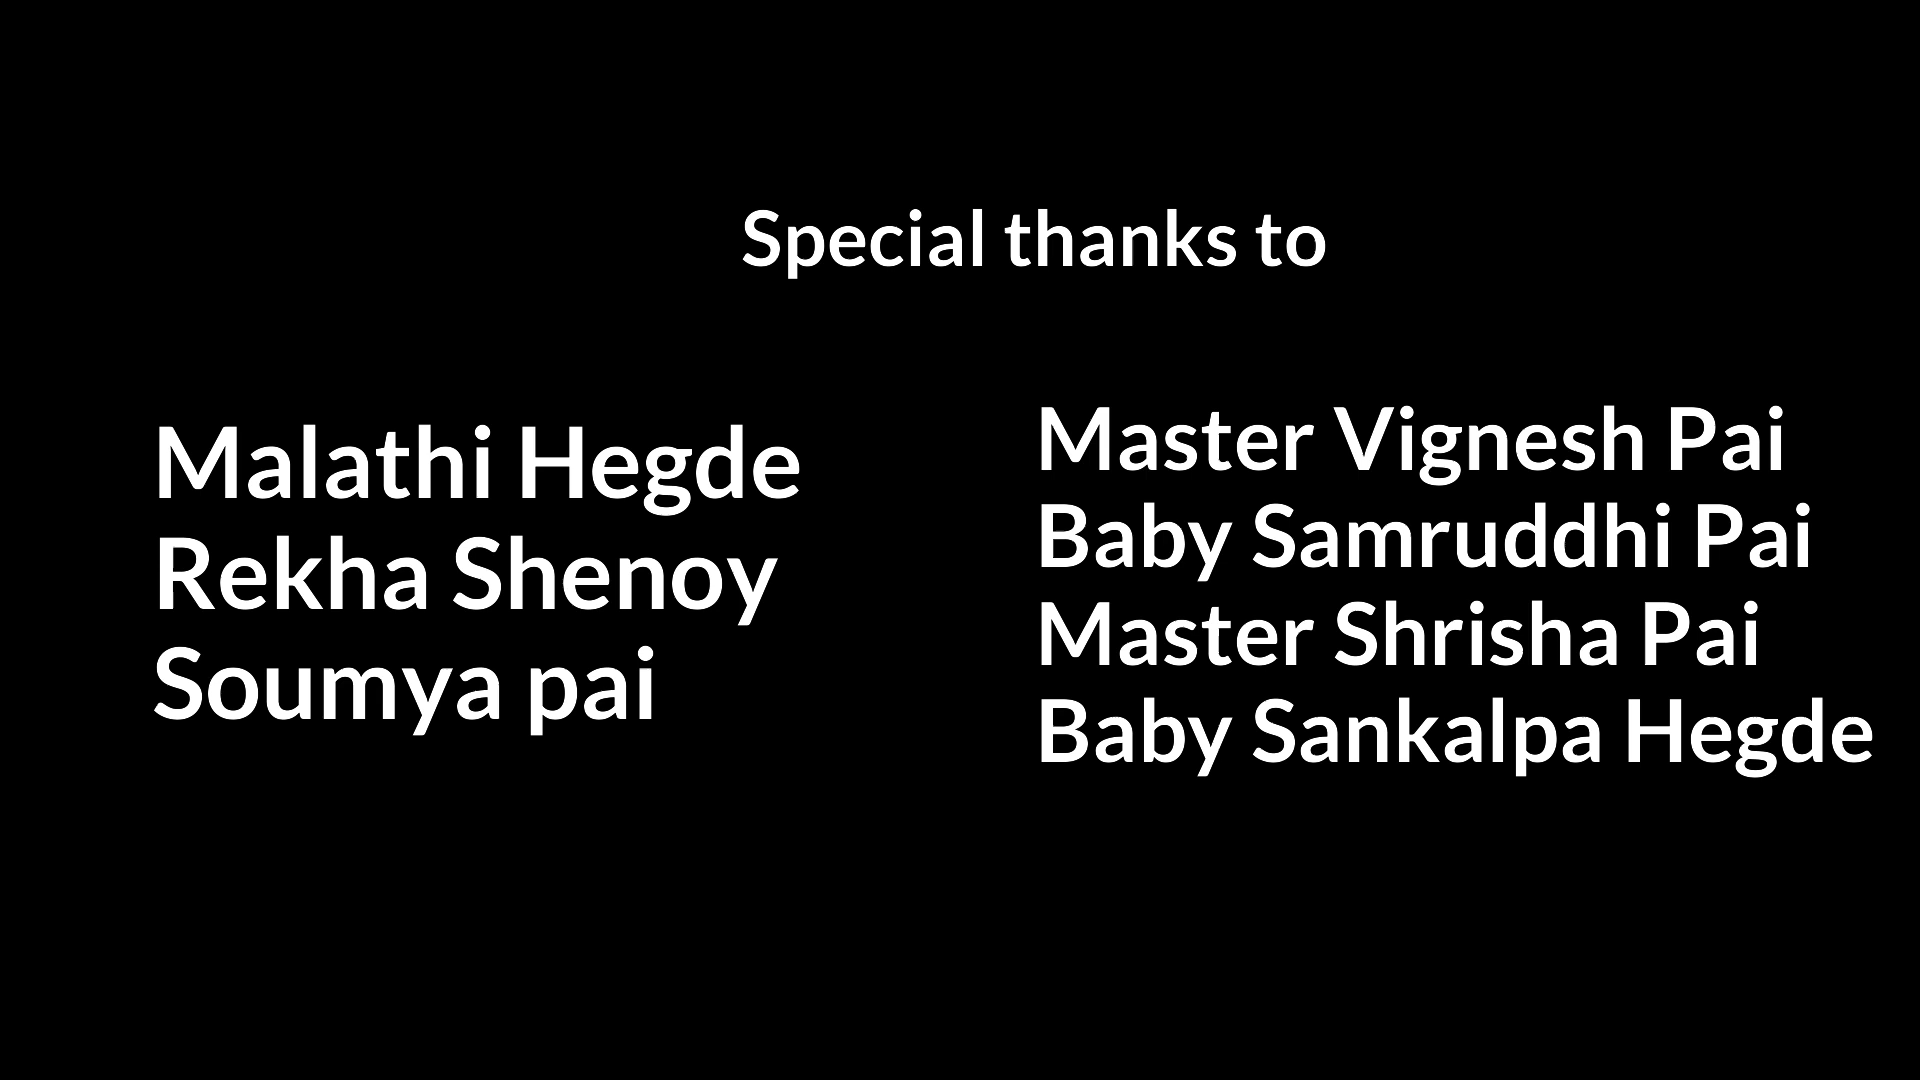 Special thanks to
Malathi Hegde
Rekha Shenoy
Soumya pai
Master Vignesh Pai
Baby Samruddhi Pai
Master Shrisha Pai
Baby Sankalpa Hegde